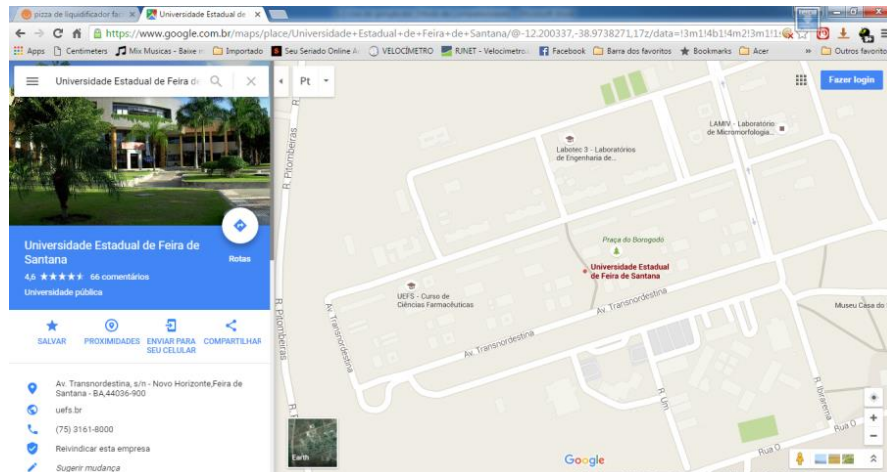 pizza de liquidificador fac
Universidade Estadual de
https://www.google.com.br/maps/place/Universidade+Estadual+de+Feira+de+Santana/@-12.200337,-38.9738271,17z/data=!3m1!4b1!4m2!3m1!1
Apps Centimeters Mix Musicas - Baixe Importado Seu Seriado Online VELOCÍMETRO RJNET - Velocimetro Facebook Barra dos favoritos Bookmarks Acer » Outros favorito
Universidade Estadual de Feira de
Pt
Fazer login
Universidade Estadual de Feira de
Santana
Rotas
4,6 66 comentários
Universidade pública
SALVAR
PROXIMIDADES
ENVIAR PARA
SEU CELULAR
COMPARTILHAR
Av. Transnordestina, s/n - Novo Horizonte,Feira de
Santana - BA,44036-900
uefs.br
(75) 3161-8000
Reivindicar esta empresa
Sugerir mudança
R. Pitombeiras
LAMIV - Laboratório
de Micromorfologia...
Labotec 3 - Laboratórios
de Engenharia de...
Praça do Borogodó
Universidade Estadual
de Feira de Santana
UEFS - Curso de
Ciências Farmacêuticas
Museu Casa do
R. Pitombeiras
Av. Transnordestina
Av. Transnordestina
Av. Transnordestina
R. Um
R. Ibirarema
Rua O
Rua O
Earth
Google